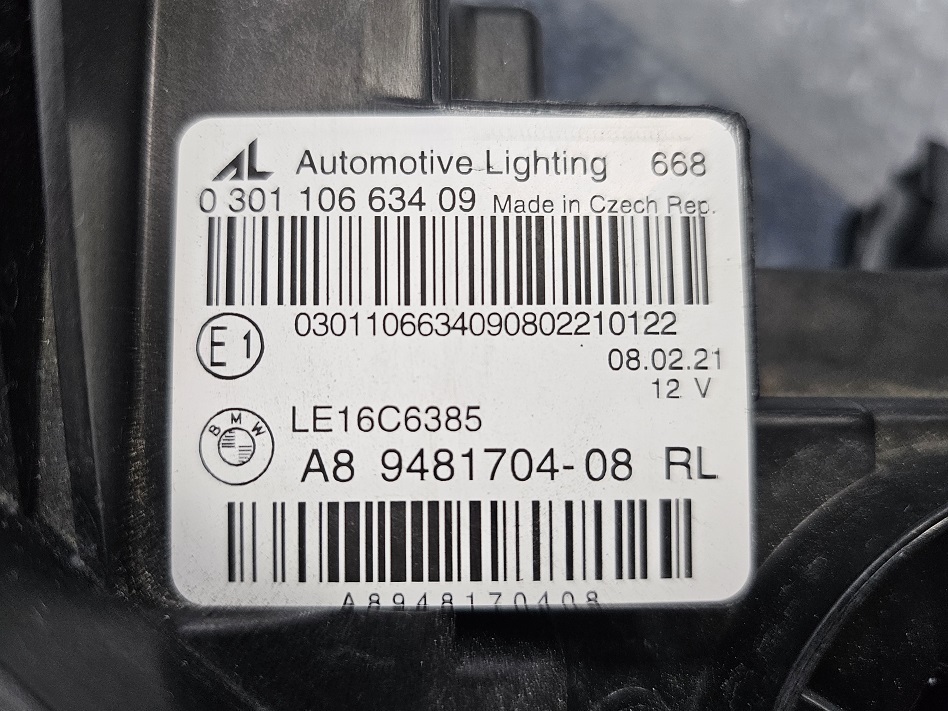 AL Automotive Lighting 668
0 301 106 634 09 Made in Czech Rep.
0301106634090802210122
E1
08.02.21
12 V
BMW
LE16C6385
A8 9481704-08 RL
A8948170408